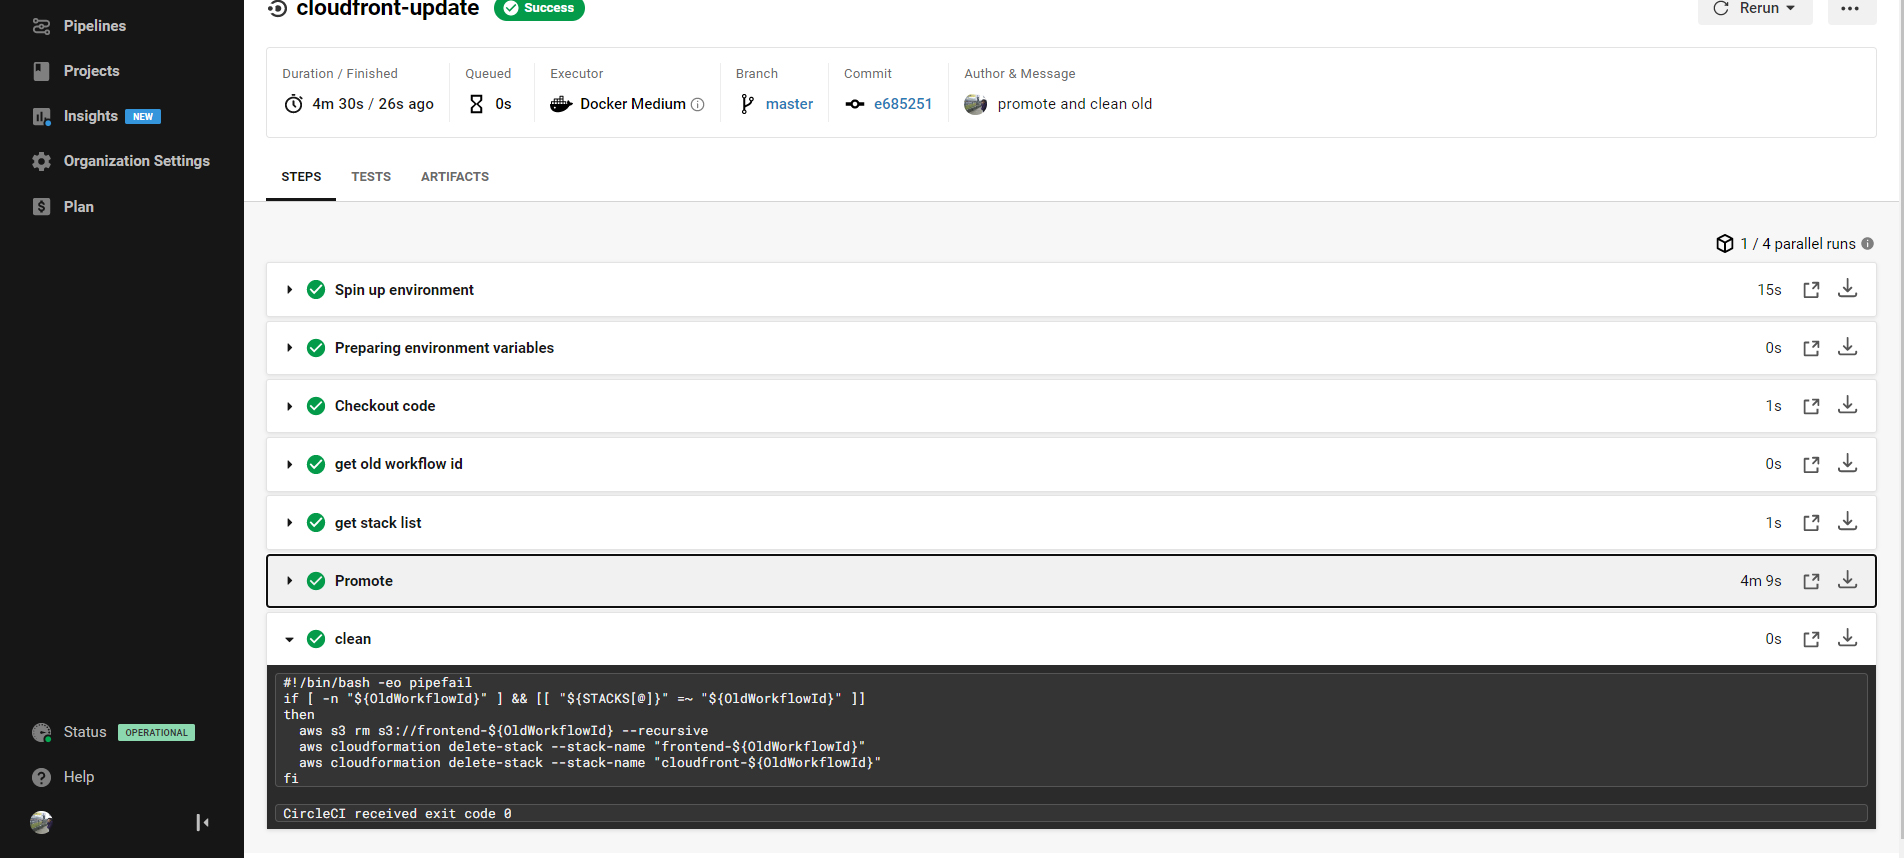 Pipelines
Projects
Insights NEW
Organization Settings
Plan
Status OPERATIONAL
Help
cloudfront-update Success
Rerun
Duration / Finished Queued Executor Branch Commit Author & Message
4m 30s / 26s ago 0s Docker Medium master e685251 promote and clean old
STEPS TESTS ARTIFACTS
1 / 4 parallel runs
Spin up environment 15s
Preparing environment variables 0s
Checkout code 1s
get old workflow id 0s
get stack list 1s
Promote 4m 9s
clean 0s
#!/bin/bash -eo pipefail
if [ -n "${OldWorkflowId}" ] && [[ "${STACKS[@]}" =~ "${OldWorkflowId}" ]]
then
  aws s3 rm s3://frontend-${OldWorkflowId} --recursive
  aws cloudformation delete-stack --stack-name "frontend-${OldWorkflowId}"
  aws cloudformation delete-stack --stack-name "cloudfront-${OldWorkflowId}"
fi
CircleCI received exit code 0